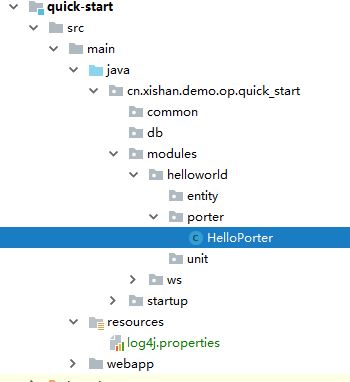 quick-start
src
main
java
cn.xishan.demo.op.quick_start
common
db
modules
helloworld
entity
porter
HelloPorter
unit
ws
startup
resources
log4j.properties
webapp